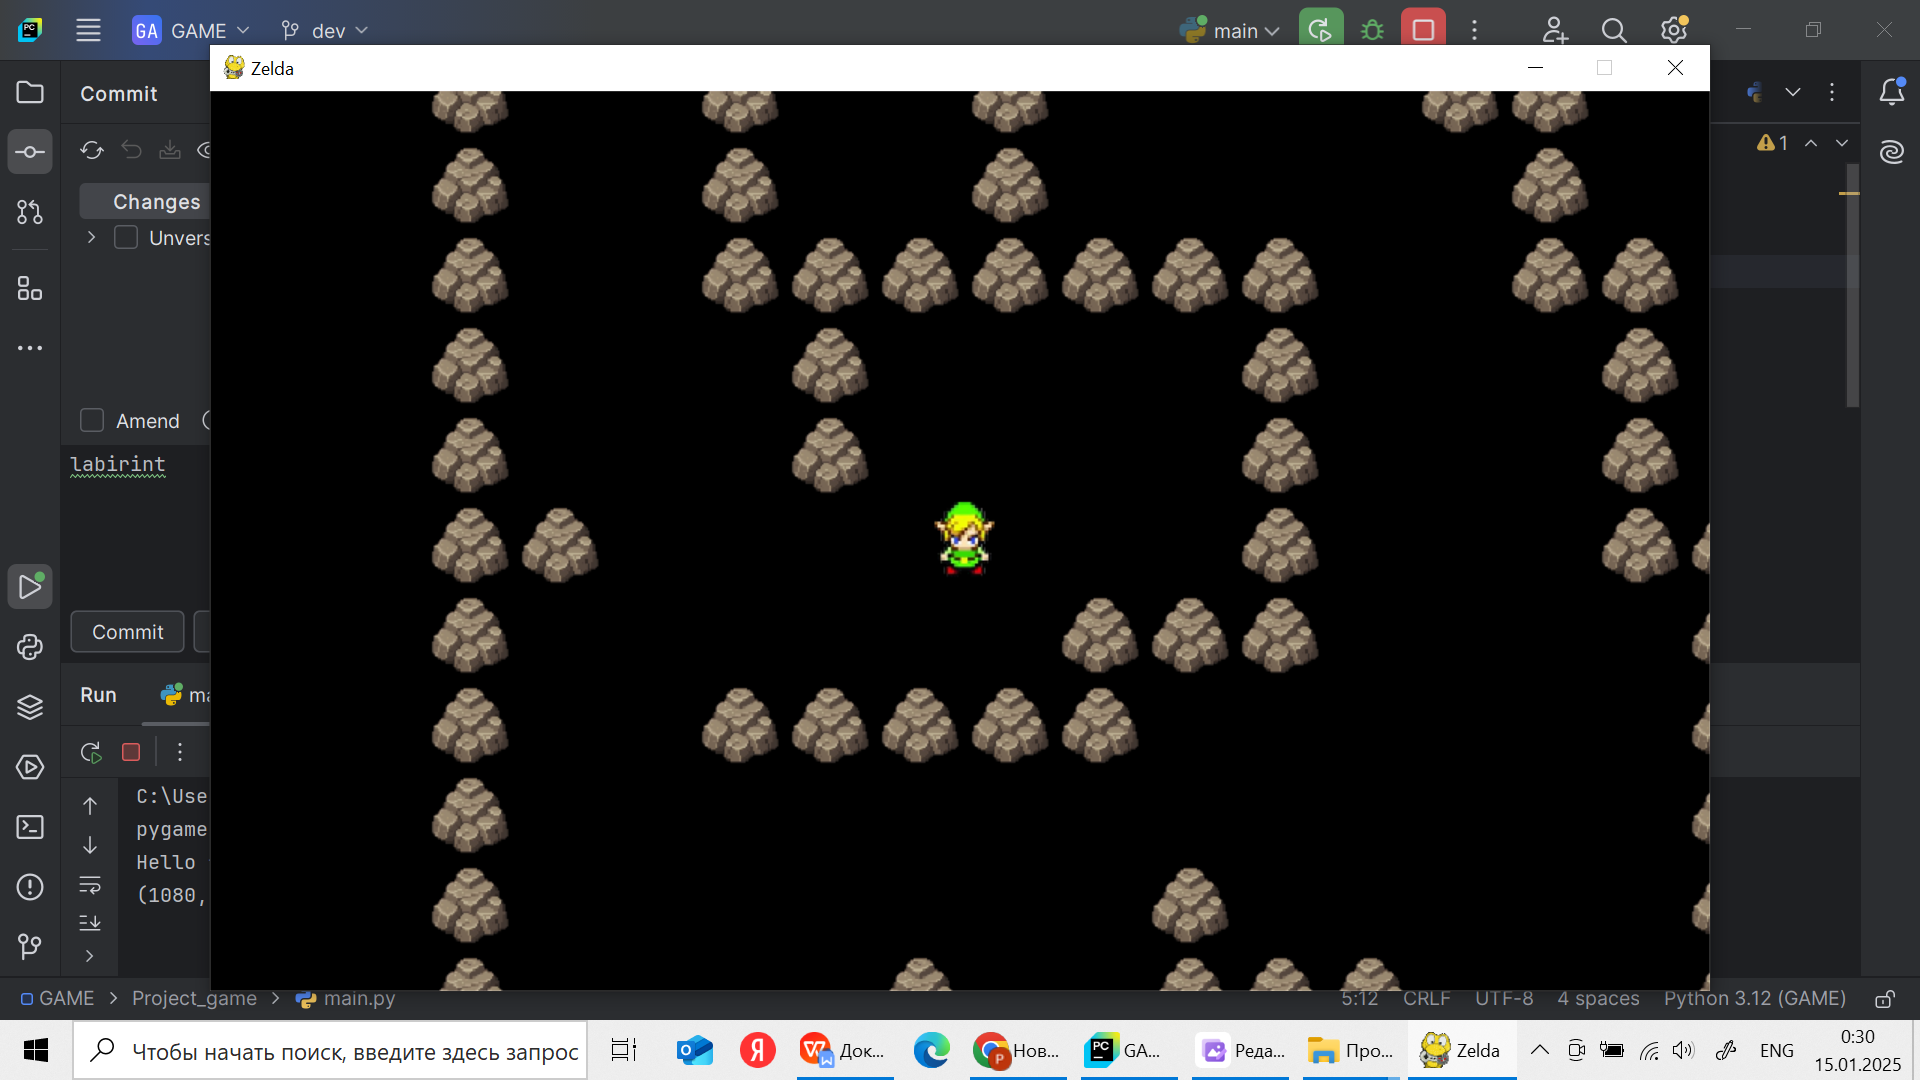 GA GAME dev main
Zelda
Commit
1
Changes
Unvers
Amend
labirint
Commit
Run ma
C:\Use
pygame
Hello
(1080,
GAME Project_game main.py 5:12 CRLF UTF-8 4 spaces Python 3.12 (GAME)
Чтобы начать поиск, введите здесь запрос Док... Нов... GA... Реда... Про... Zelda ENG 0:30
15.01.2025